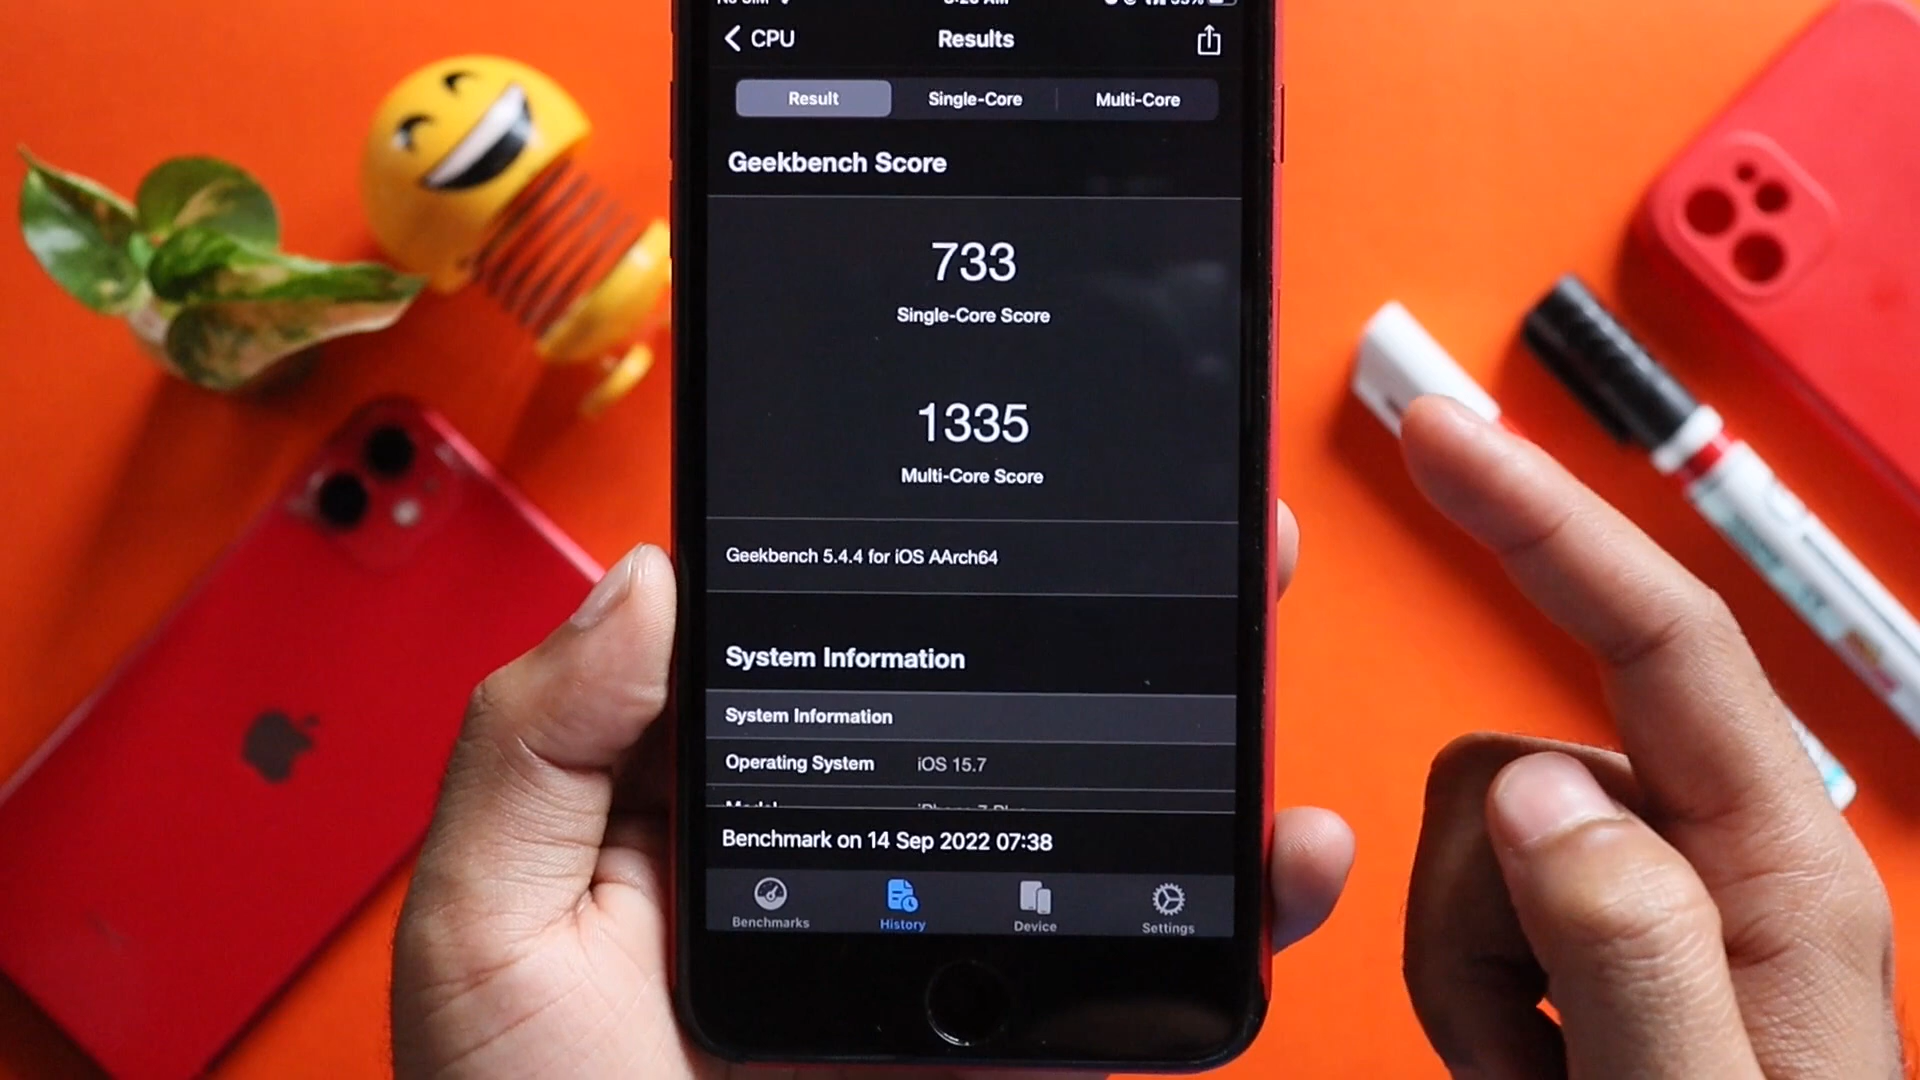 CPU
Results
Result
Single-Core
Multi-Core
Geekbench Score
733
Single-Core Score
1335
Multi-Core Score
Geekbench 5.4.4 for iOS AArch64
System Information
System Information
Operating System iOS 15.7
Benchmark on 14 Sep 2022 07:38
Benchmarks
History
Device
Settings